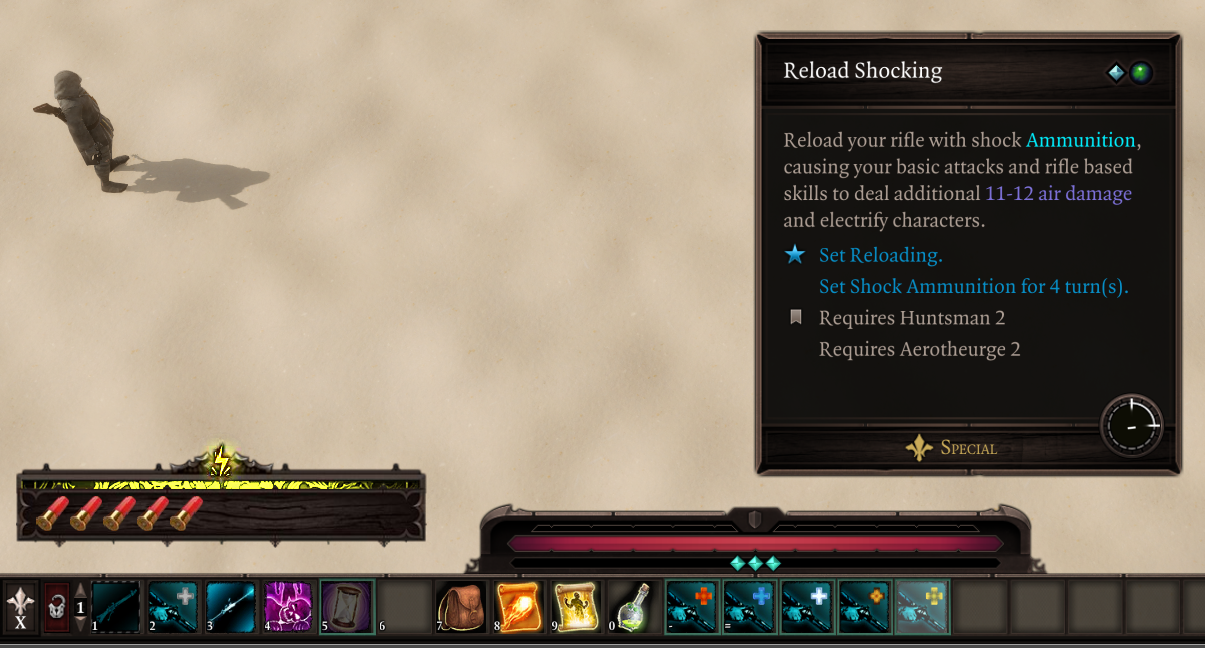 Reload Shocking
Reload your rifle with shock Ammunition,
causing your basic attacks and rifle based
skills to deal additional 11-12 air damage
and electrify characters.
Set Reloading.
Set Shock Ammunition for 4 turn(s).
Requires Huntsman 2
Requires Aerotheurge 2
Special
X 1 1 2 3 4 5 6 7 8 9 0 - =